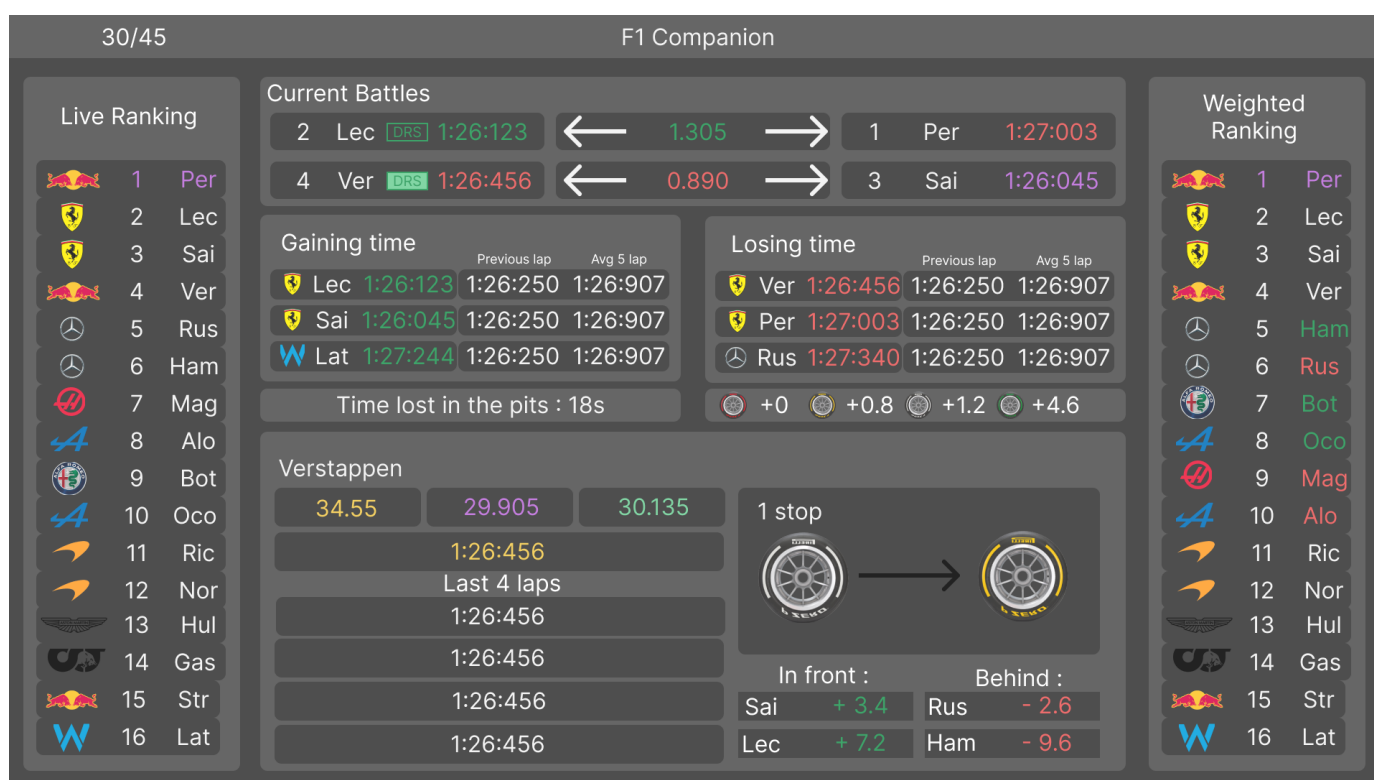 30/45 F1 Companion
Live Ranking
1 Per
2 Lec
3 Sai
4 Ver
5 Rus
6 Ham
7 Mag
8 Alo
9 Bot
10 Oco
11 Ric
12 Nor
13 Hul
14 Gas
15 Str
16 Lat
Current Battles
2 Lec DRS 1:26:123 1.305 1 Per 1:27:003
4 Ver DRS 1:26:456 0.890 3 Sai 1:26:045
Gaining time
Previous lap Avg 5 lap
Lec 1:26:123 1:26:250 1:26:907
Sai 1:26:045 1:26:250 1:26:907
Lat 1:27:244 1:26:250 1:26:907
Losing time
Previous lap Avg 5 lap
Ver 1:26:456 1:26:250 1:26:907
Per 1:27:003 1:26:250 1:26:907
Rus 1:27:340 1:26:250 1:26:907
Time lost in the pits : 18s
+0 +0.8 +1.2 +4.6
Verstappen
34.55 29.905 30.135
1:26:456
Last 4 laps
1:26:456
1:26:456
1:26:456
1:26:456
1 stop
P ZERO P ZERO
In front :
Sai + 3.4
Lec + 7.2
Behind :
Rus - 2.6
Ham - 9.6
Weighted
Ranking
1 Per
2 Lec
3 Sai
4 Ver
5 Ham
6 Rus
7 Bot
8 Oco
9 Mag
10 Alo
11 Ric
12 Nor
13 Hul
14 Gas
15 Str
16 Lat